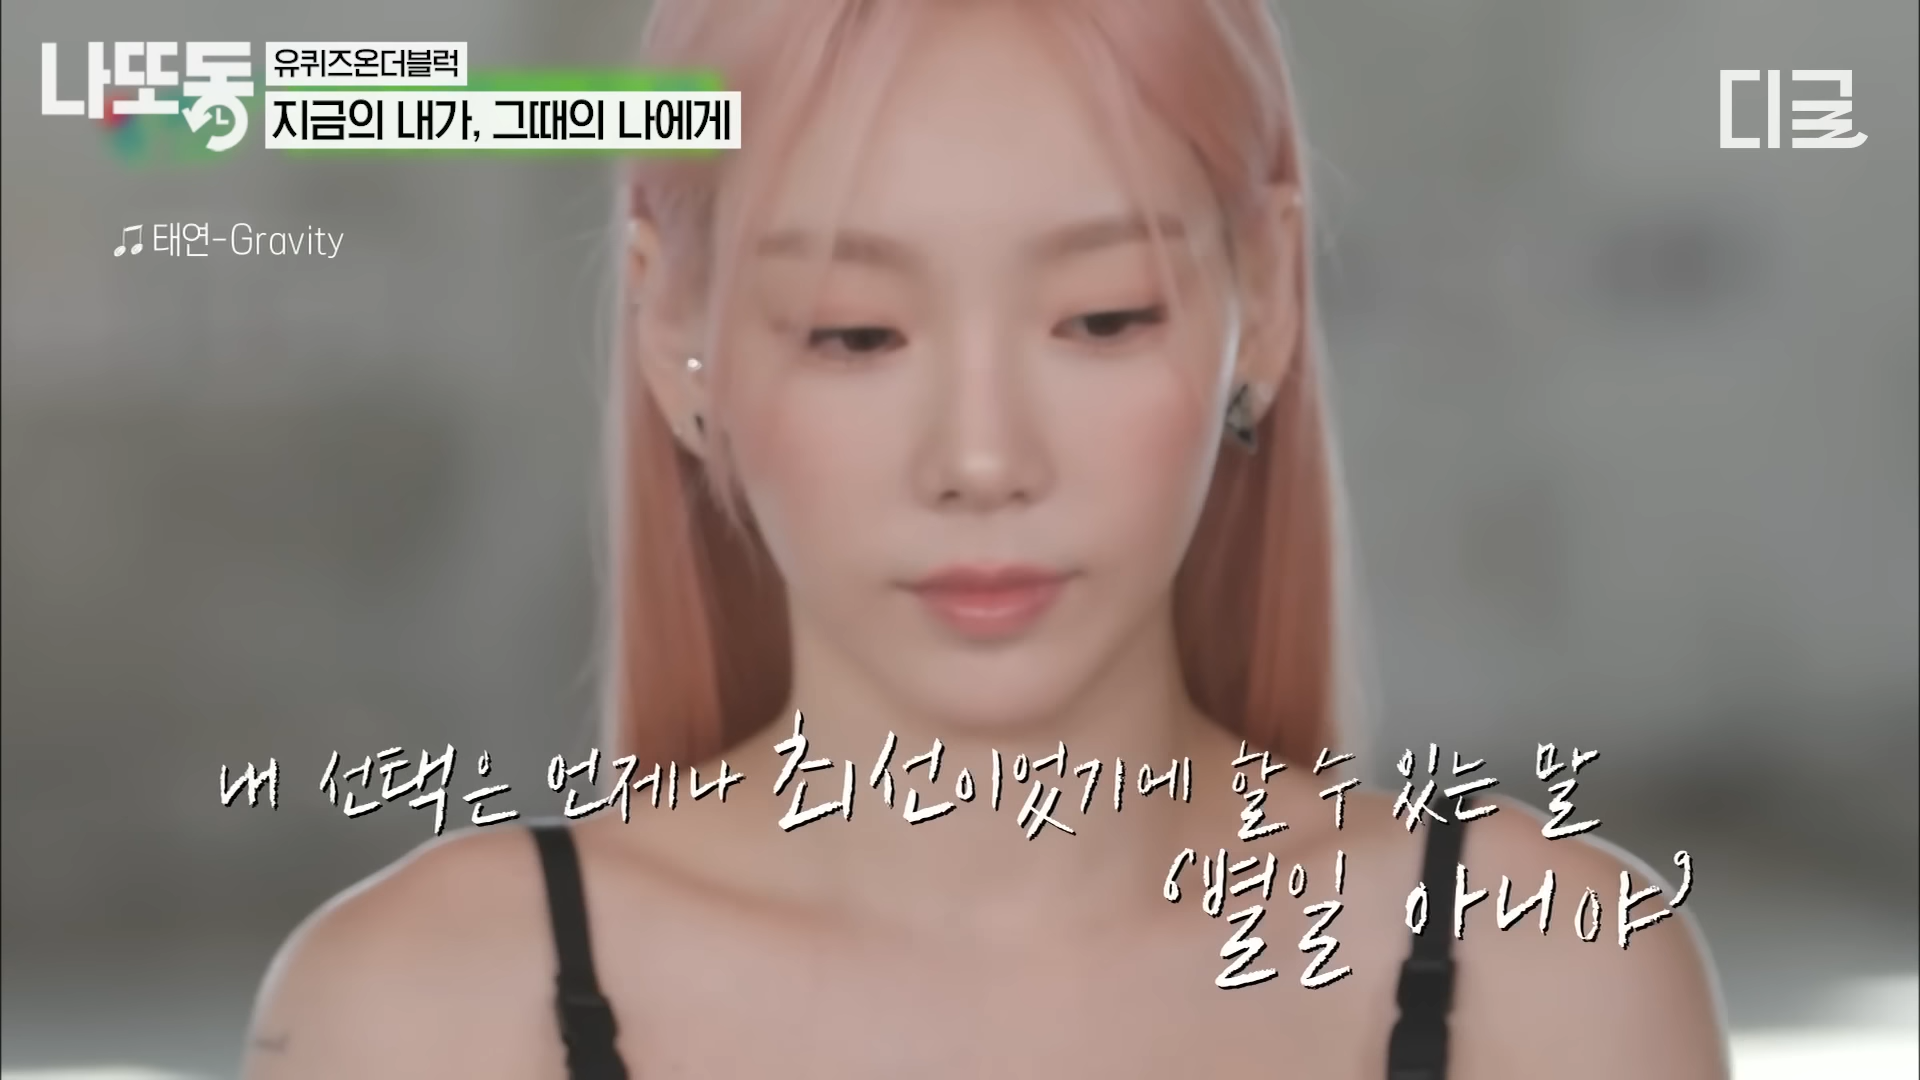 나또동
유퀴즈온더블럭
지금의 내가, 그때의 나에게
디글
♫ 태연-Gravity
내 선택은 언제나 최선이었기에 할 수 있는 말
‘별일 아니야’